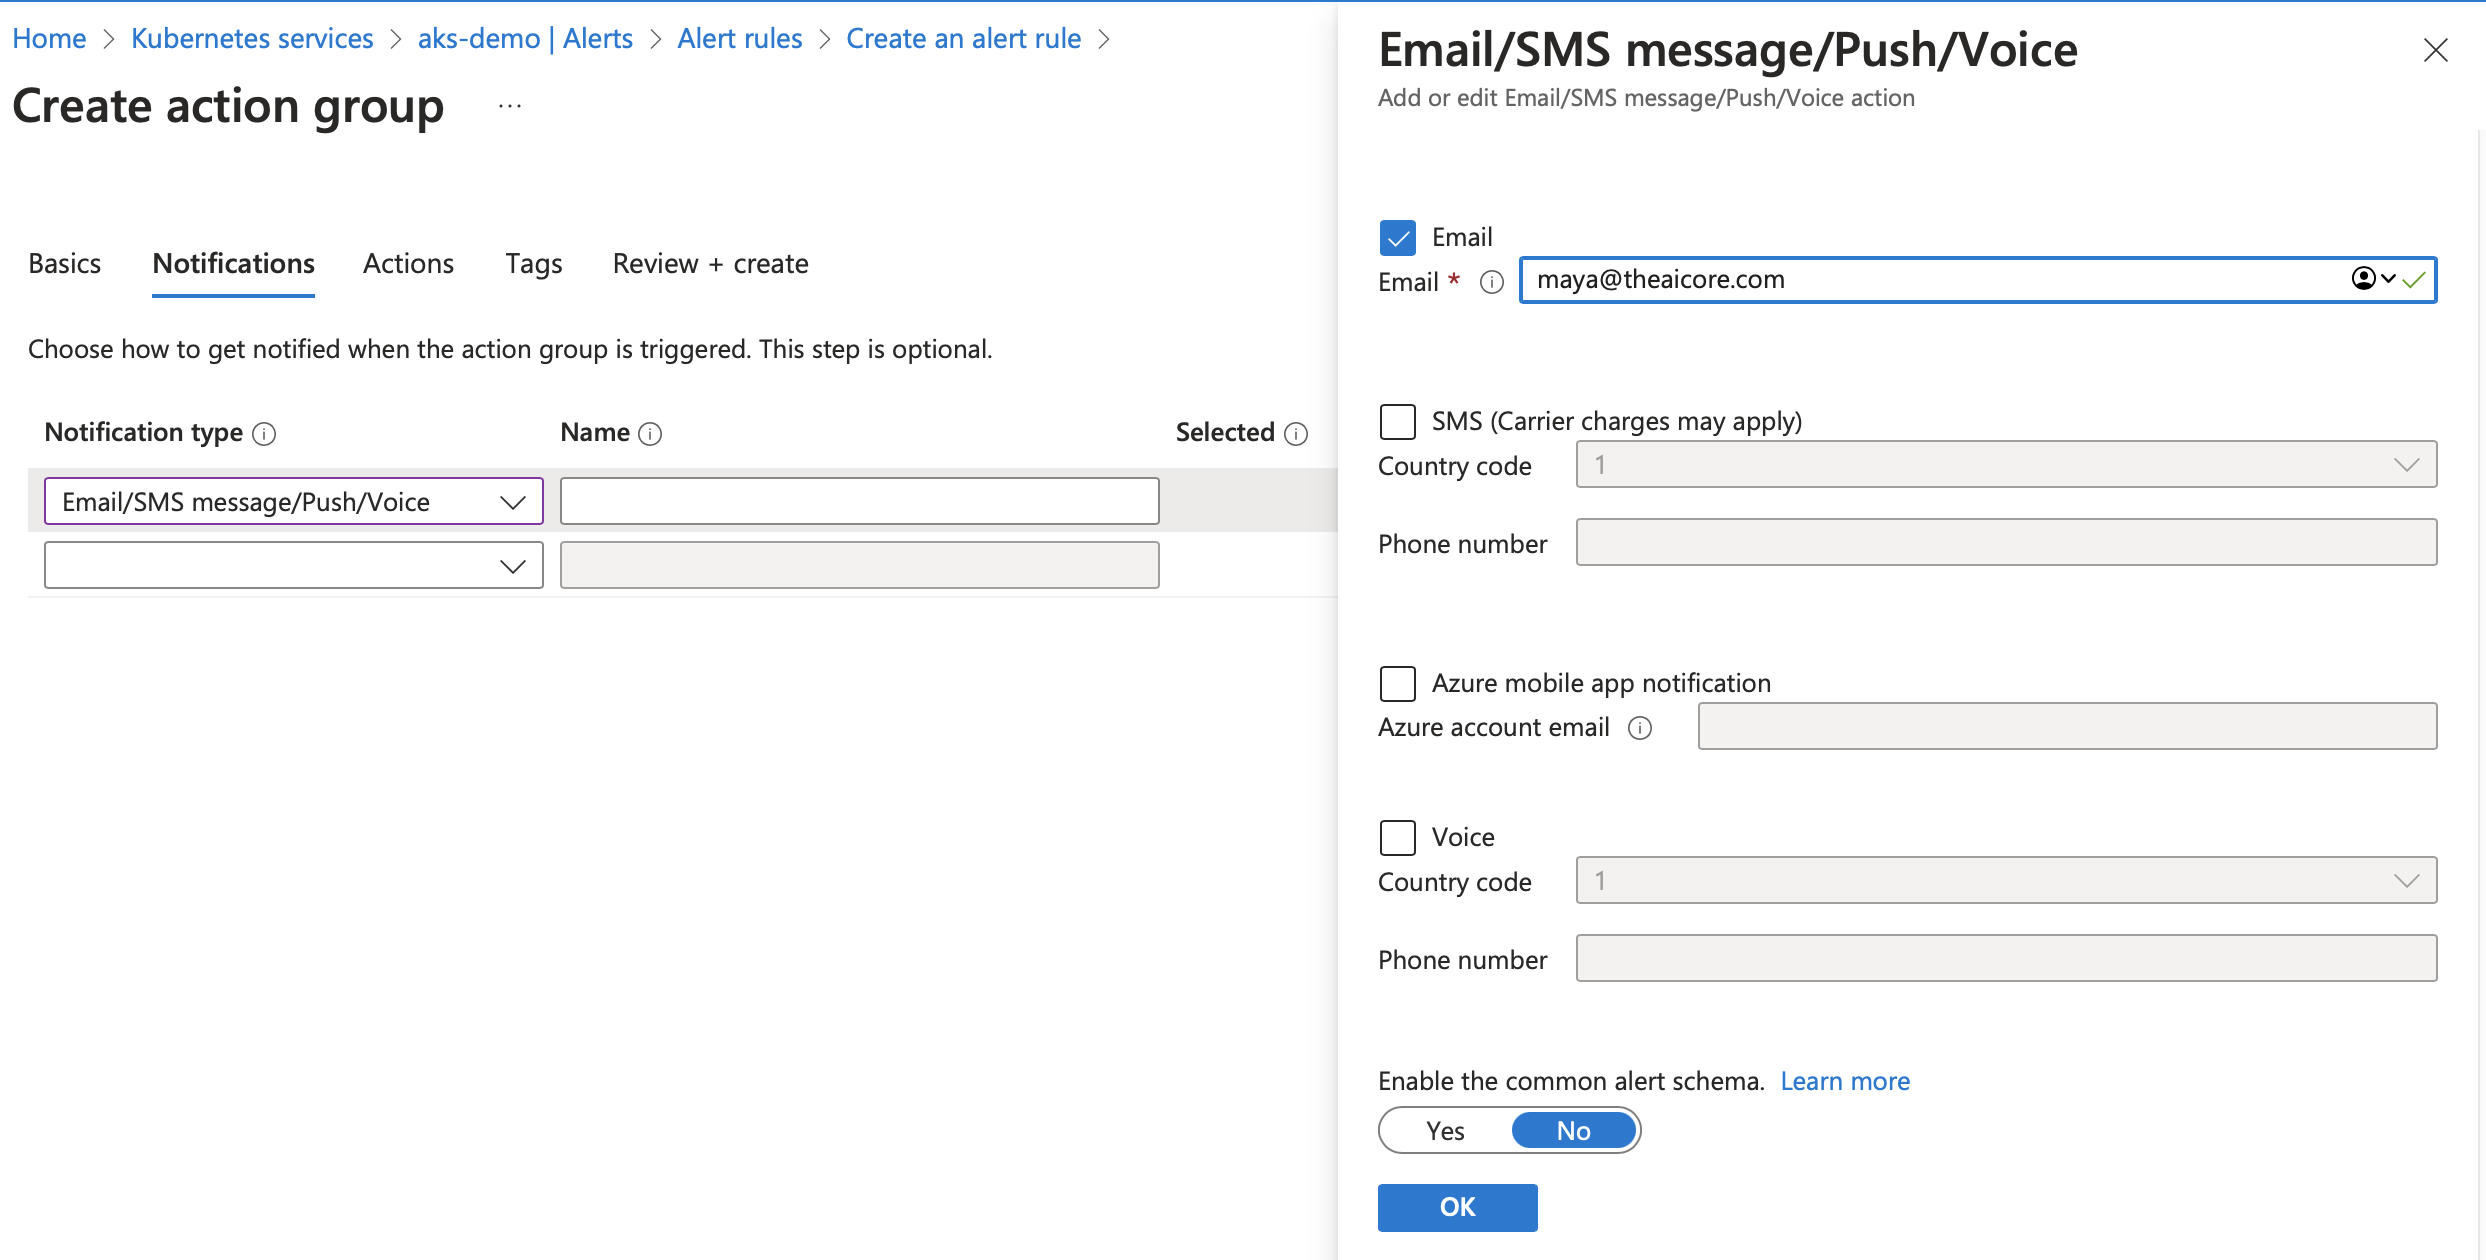 Home > Kubernetes services > aks-demo | Alerts > Alert rules > Create an alert rule >
Create action group ...
Basics Notifications Actions Tags Review + create
Choose how to get notified when the action group is triggered. This step is optional.
Notification type Name Selected
Email/SMS message/Push/Voice
Email/SMS message/Push/Voice
Add or edit Email/SMS message/Push/Voice action
Email
Email * maya@theaicore.com
SMS (Carrier charges may apply)
Country code 1
Phone number
Azure mobile app notification
Azure account email
Voice
Country code 1
Phone number
Enable the common alert schema. Learn more
Yes No
OK